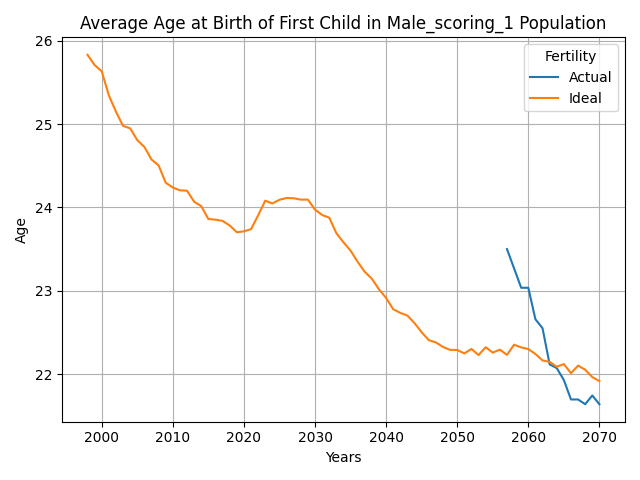 Average Age at Birth of First Child in Male_scoring_1 Population
Fertility
Actual
Ideal
26
25
24
23
22
Age
2000 2010 2020 2030 2040 2050 2060 2070
Years